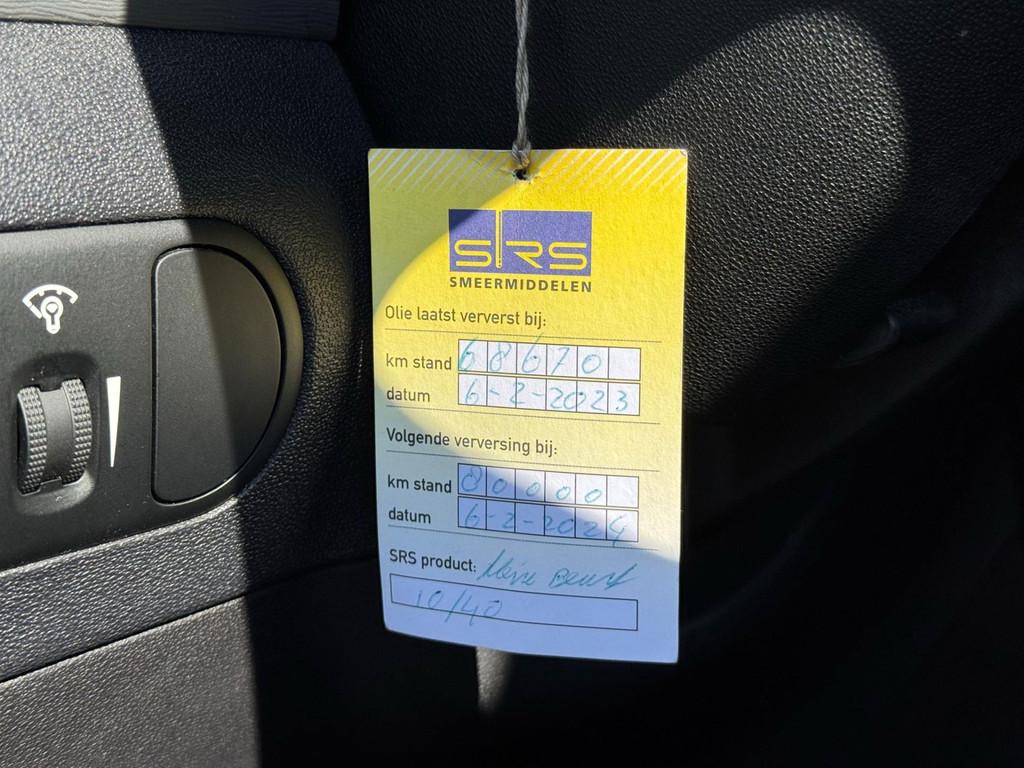 SRS
SMEERMIDDELEN
Olie laatst ververst bij:
km stand 68670
datum 6-2-2023
Volgende verversing bij:
km stand 80000
datum 6-2-2024
SRS product:
10/40